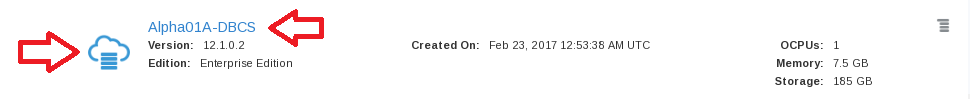 Alpha01A-DBCS
Version: 12.1.0.2 Created On: Feb 23, 2017 12:53:38 AM UTC OCPUs: 1
Edition: Enterprise Edition Memory: 7.5 GB
Storage: 185 GB